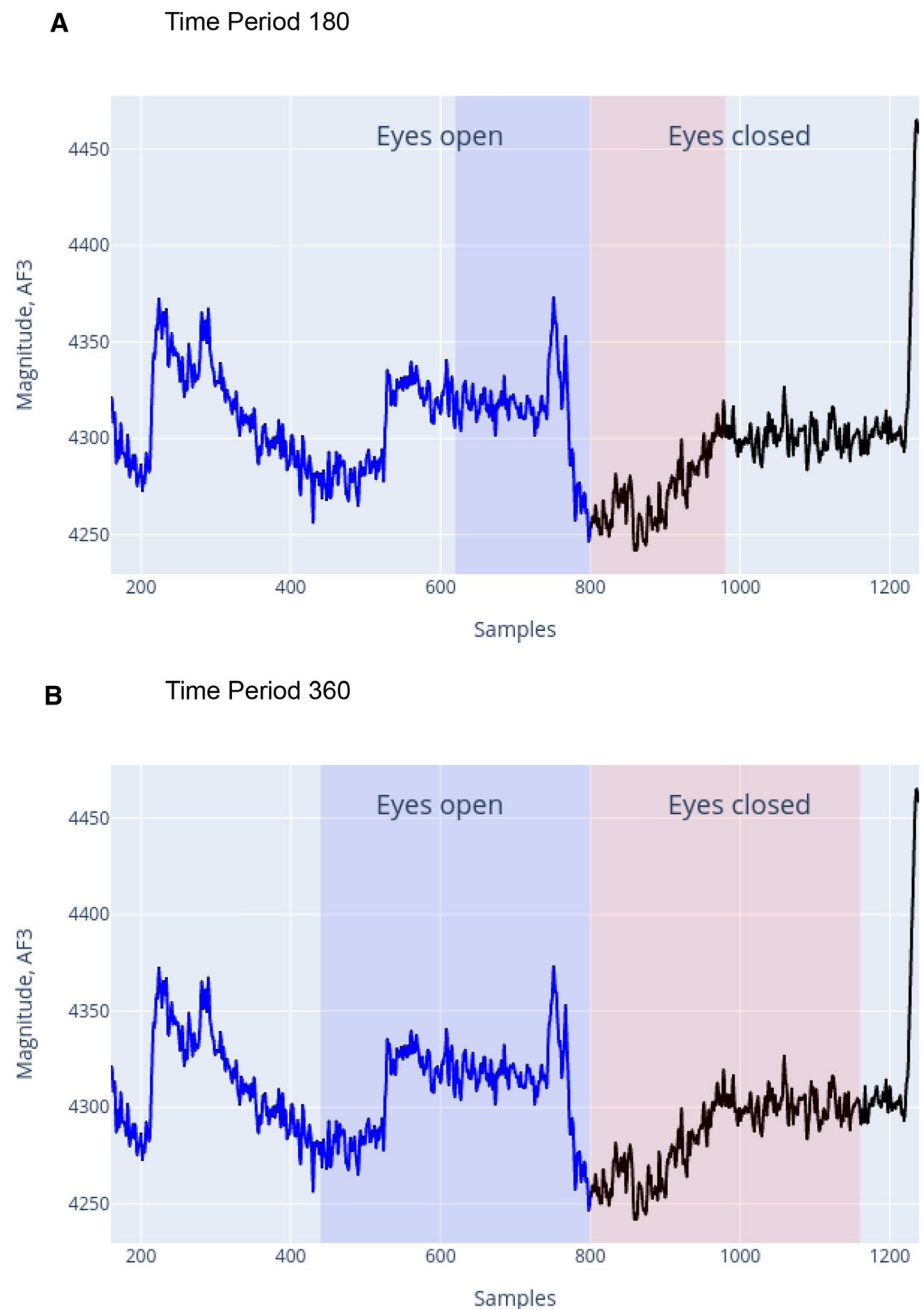 A Time Period 180
Eyes open Eyes closed
4450
4400
4350
4300
4250
Magnitude, AF3
200 400 600 800 1000 1200
Samples
B Time Period 360
Eyes open Eyes closed
4450
4400
4350
4300
4250
Magnitude, AF3
200 400 600 800 1000 1200
Samples